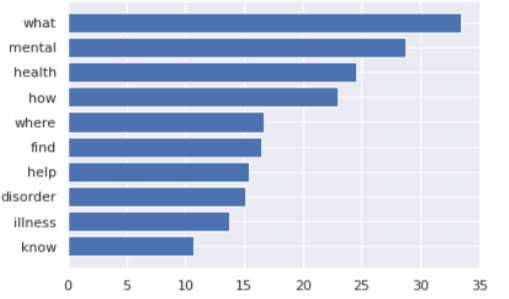 what
mental
health
how
where
find
help
disorder
illness
know
0 5 10 15 20 25 30 35